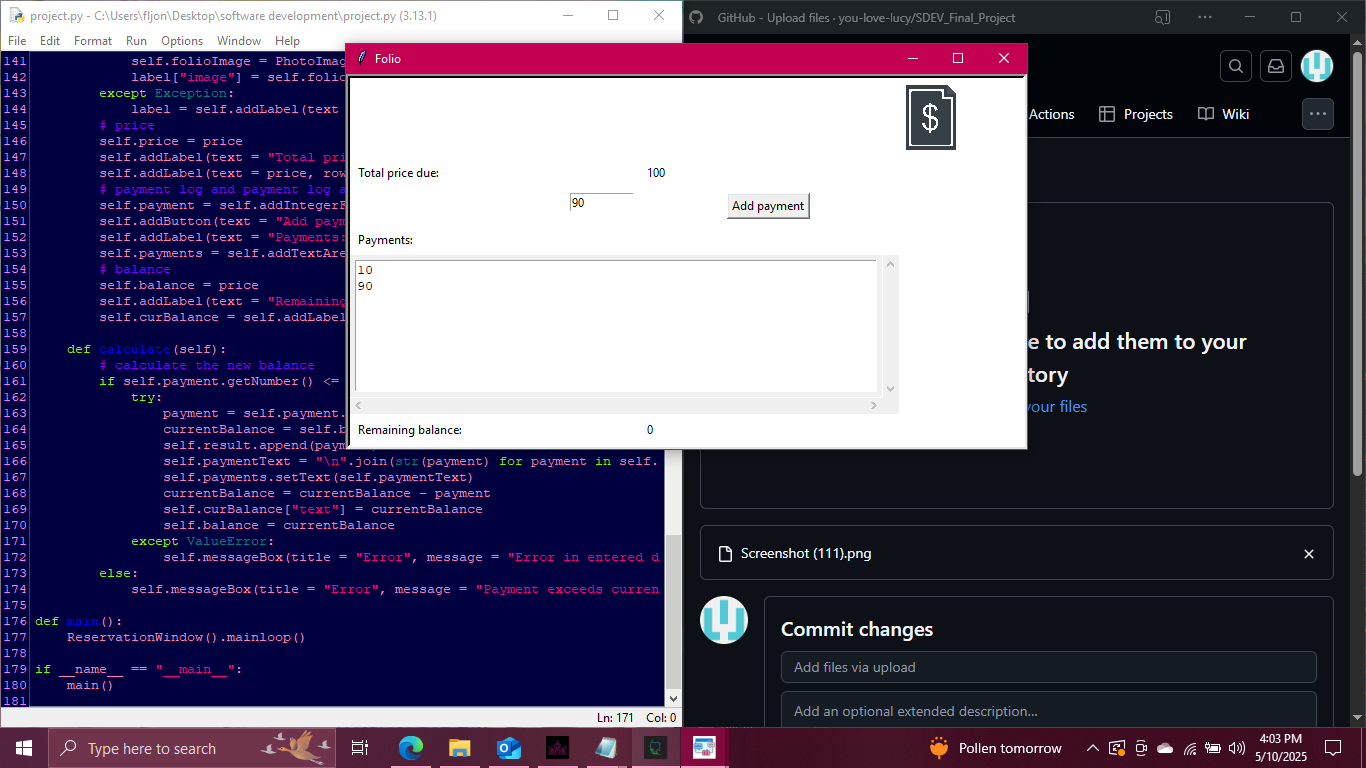 project.py - C:\Users\fljon\Desktop\software development\project.py (3.13.1)
File Edit Format Run Options Window Help
141 self.folioImage = PhotoImag
142 label["image"] = self.folio
143 except Exception:
144 label = self.addLabel(text
145 # price
146 self.price = price
147 self.addLabel(text = "Total pri
148 self.addLabel(text = price, row
149 # payment log and payment log a
150 self.payment = self.addIntegerF
151 self.addButton(text = "Add paym
152 self.addLabel(text = "Payments:
153 self.payments = self.addTextAre
154 # balance
155 self.balance = price
156 self.addLabel(text = "Remaining
157 self.curBalance = self.addLabel
158
159 def calculate(self):
160 # calculate the new balance
161 if self.payment.getNumber() <=
162 try:
163 payment = self.payment.
164 currentBalance = self.b
165 self.result.append(paym
166 self.paymentText = "\n".join(str(payment) for payment in self.
167 self.payments.setText(self.paymentText)
168 currentBalance = currentBalance - payment
169 self.curBalance["text"] = currentBalance
170 self.balance = currentBalance
171 except ValueError:
172 self.messageBox(title = "Error", message = "Error in entered d
173 else:
174 self.messageBox(title = "Error", message = "Payment exceeds curren
175
176 def main():
177 ReservationWindow().mainloop()
178
179 if __name__ == "__main__":
180 main()
181
Ln: 171 Col: 0
Folio
$
Total price due: 100
90 Add payment
Payments:
10
90
Remaining balance: 0
GitHub - Upload files · you-love-lucy/SDEV_Final_Project
Actions Projects Wiki
e to add them to your
tory
your files
Screenshot (111).png
Commit changes
Add files via upload
Add an optional extended description...
Type here to search
Pollen tomorrow
4:03 PM
5/10/2025